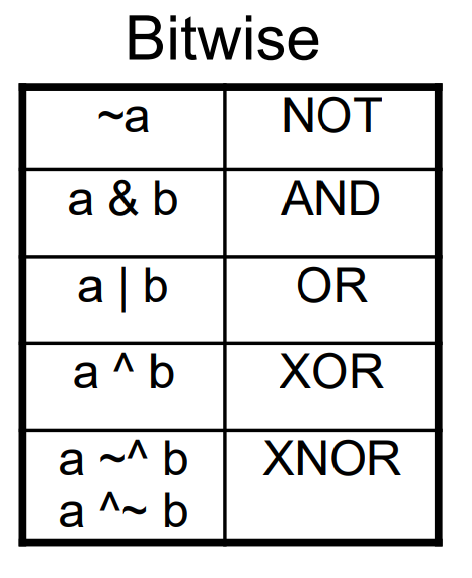 Bitwise
~a NOT
a & b AND
a | b OR
a ^ b XOR
a ~^ b XNOR
a ^~ b